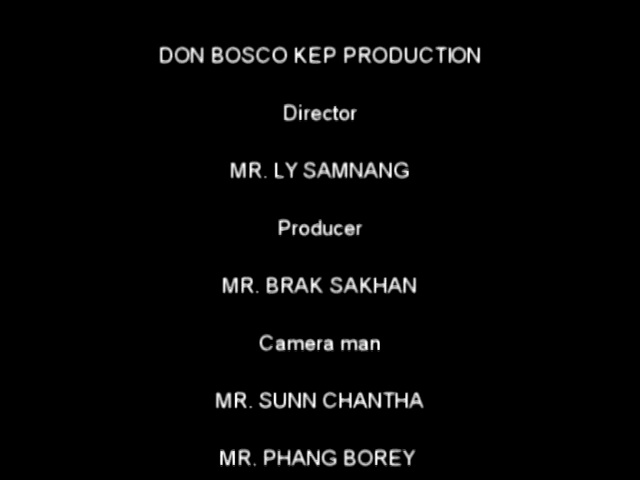 DON BOSCO KEP PRODUCTION
Director
MR. LY SAMNANG
Producer
MR. BRAK SAKHAN
Camera man
MR. SUNN CHANTHA
MR. PHANG BOREY